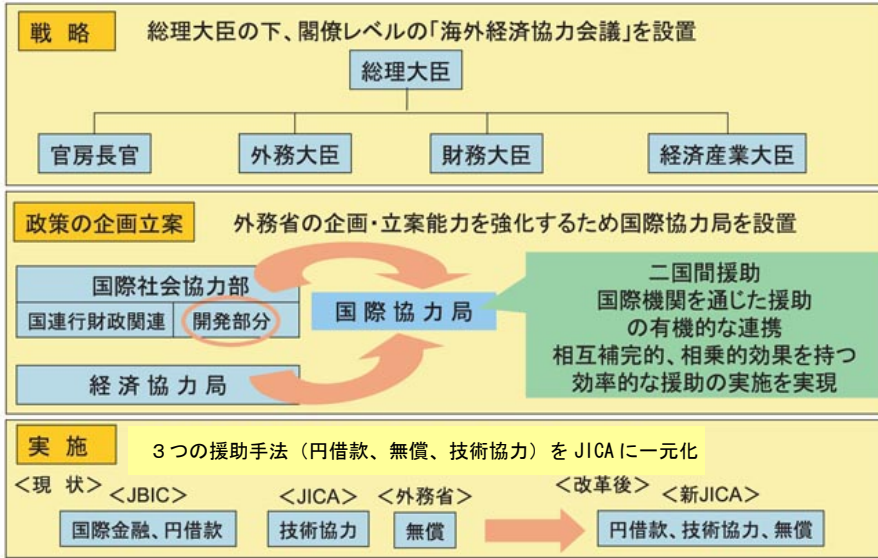 戦 略
総理大臣の下、閣僚レベルの「海外経済協力会議」を設置
総理大臣
官房長官
外務大臣
財務大臣
経済産業大臣
政策の企画立案
外務省の企画・立案能力を強化するため国際協力局を設置
国際社会協力部
国連行財政関連
開発部分
経済協力局
国際協力局
二国間援助
国際機関を通じた援助
の有機的な連携
相互補完的、相乗的効果を持つ
効率的な援助の実施を実現
実 施
3つの援助手法（円借款、無償、技術協力）を JICAに一元化
＜現 状＞
＜JBIC＞
国際金融、円借款
＜JICA＞
技術協力
＜外務省＞
無償
＜改革後＞
＜新JICA＞
円借款、技術協力、無償